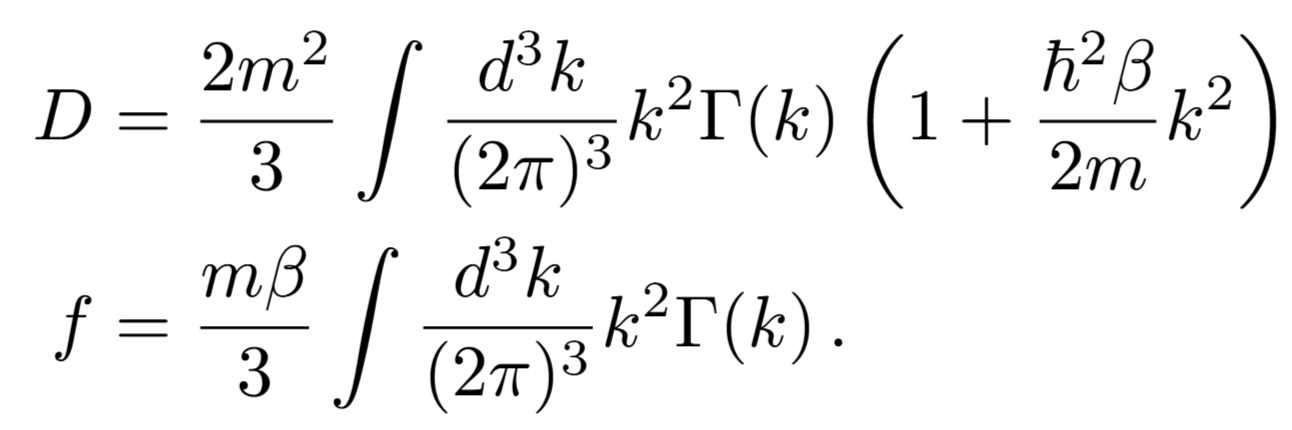 D = \frac{2m^2}{3} \int \frac{d^3k}{(2\pi)^3} k^2 \Gamma(k) \left( 1 + \frac{\hbar^2 \beta}{2m} k^2 \right)
f = \frac{m\beta}{3} \int \frac{d^3k}{(2\pi)^3} k^2 \Gamma(k) \, .